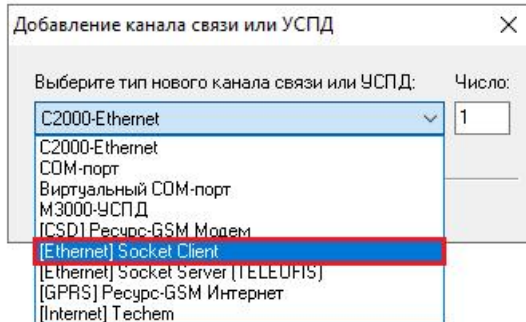 Добавление канала связи или УСПД
Выберите тип нового канала связи или УСПД: Число:
C2000-Ethernet 1
C2000-Ethernet
COM-порт
Виртуальный COM-порт
М3000-УСПД
[CSD] Ресурс-GSM Модем
[Ethernet] Socket Client
[Ethernet] Socket Server (TELEOFIS)
[GPRS] Ресурс-GSM Интернет
[Internet] Techem